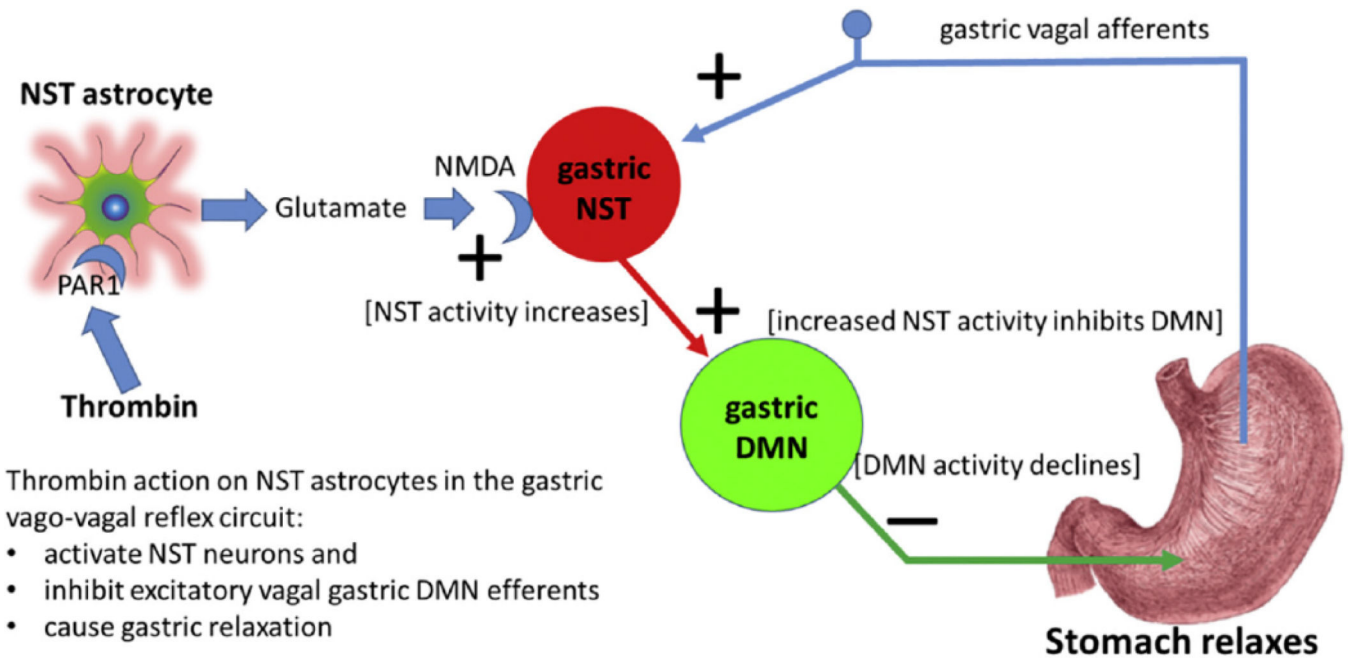 gastric vagal afferents
+
NST astrocyte
NMDA
gastric
NST
Glutamate
PAR1
+
[NST activity increases]
+
[increased NST activity inhibits DMN]
Thrombin
gastric
DMN
[DMN activity declines]
—
Thrombin action on NST astrocytes in the gastric
vago-vagal reflex circuit:
• activate NST neurons and
• inhibit excitatory vagal gastric DMN efferents
• cause gastric relaxation
Stomach relaxes